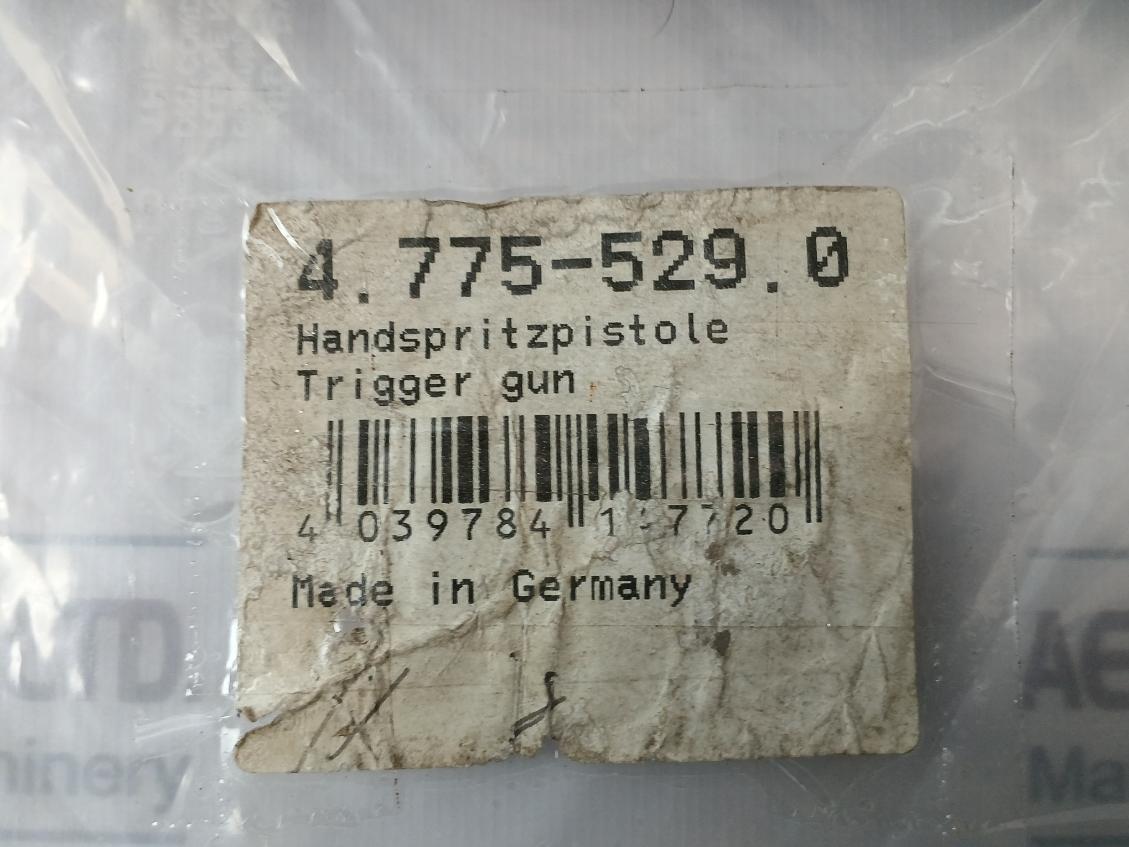 4.775-529.0
Handspritzpistole
Trigger gun
4 039784
Made in Germany